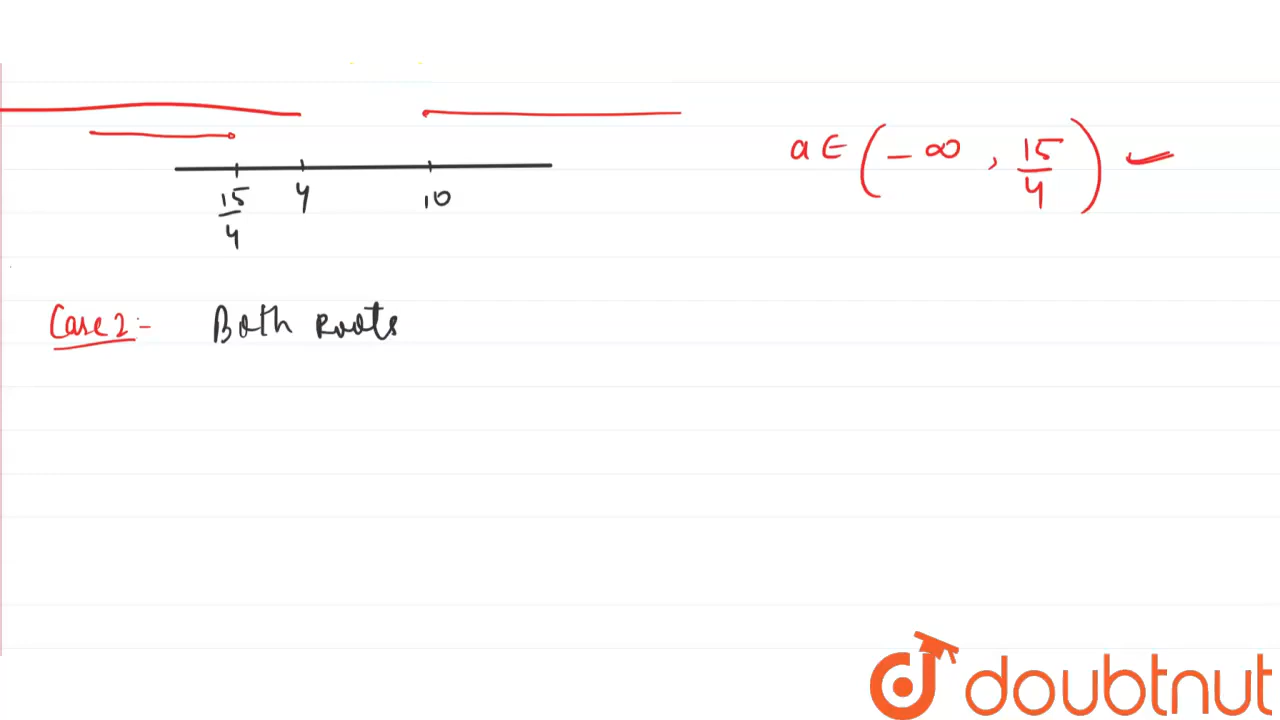 a ∈ (-∞, 15/4)
15/4 4 10
Case 2:- Both Roots
doubtnut